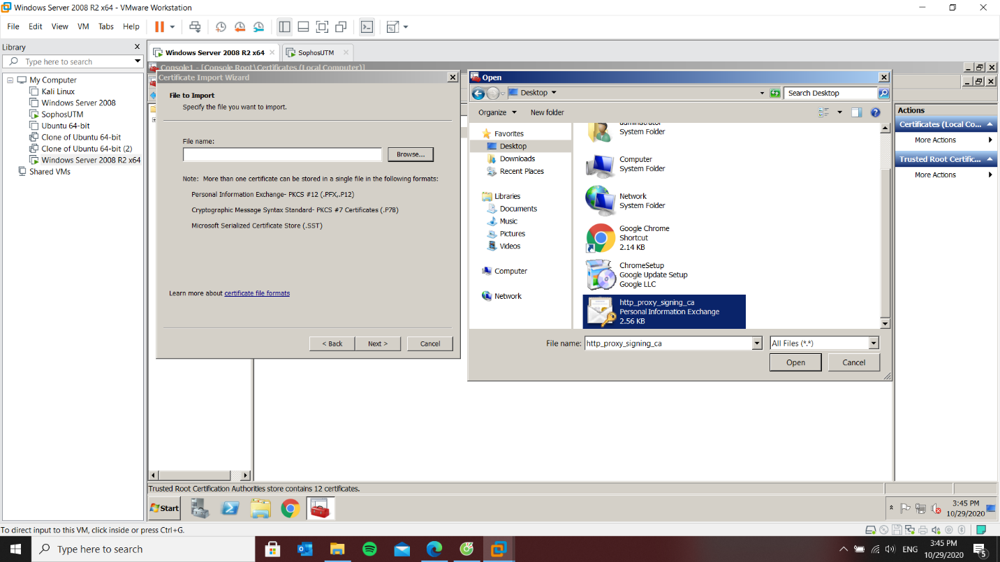 Windows Server 2008 R2 x64 - VMware Workstation
File Edit View VM Tabs Help
Library
Type here to search
My Computer
Kali Linux
Windows Server 2008
SophosUTM
Ubuntu 64-bit
Clone of Ubuntu 64-bit
Clone of Ubuntu 64-bit (2)
Windows Server 2008 R2 x64
Shared VMs
Windows Server 2008 R2 x64
SophosUTM
Console1 - [Console Root\Certificates (Local Computer)]
Certificate Import Wizard
File to Import
Specify the file you want to import.
File name:
Browse...
Note: More than one certificate can be stored in a single file in the following formats:
Personal Information Exchange- PKCS #12 (.PFX,.P12)
Cryptographic Message Syntax Standard- PKCS #7 Certificates (.P7B)
Microsoft Serialized Certificate Store (.SST)
Learn more about certificate file formats
< Back Next > Cancel
Open
Desktop
Search Desktop
Organize New folder
Favorites
Desktop
Downloads
Recent Places
Libraries
Documents
Music
Pictures
Videos
Computer
Network
administrator
System Folder
Computer
System Folder
Network
System Folder
Google Chrome
Shortcut
2.14 KB
ChromeSetup
Google Update Setup
Google LLC
http_proxy_signing_ca
Personal Information Exchange
2.56 KB
File name: http_proxy_signing_ca
All Files (*.*)
Open Cancel
Actions
Certificates (Local Co...
More Actions
Trusted Root Certific...
More Actions
Trusted Root Certification Authorities store contains 12 certificates.
Start
3:45 PM
10/29/2020
To direct input to this VM, click inside or press Ctrl+G.
Type here to search
ENG
3:45 PM
10/29/2020
5